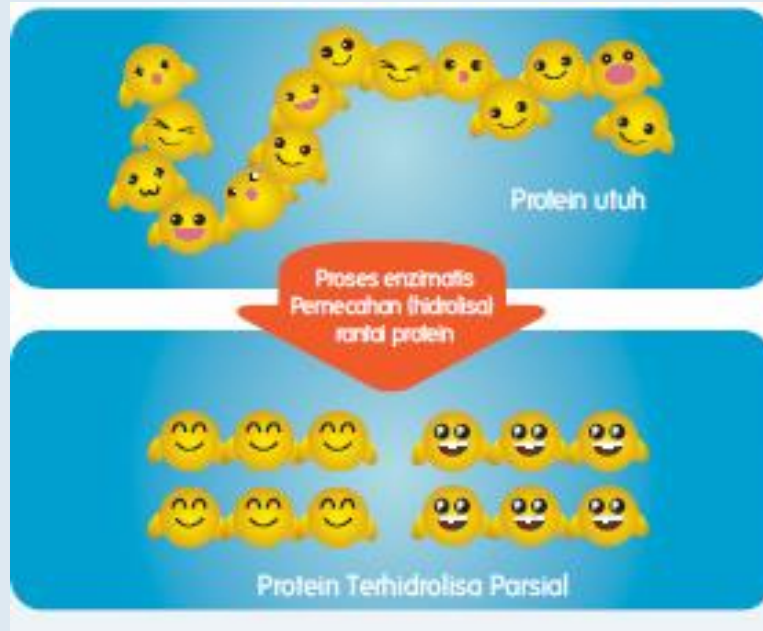 Protein utuh
Proses enzimatis
Pemecahan (hidrolisa)
rantai protein
Protein Terhidrolisa Parsial